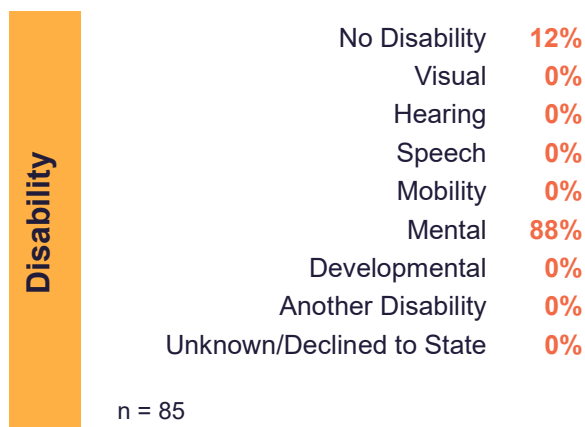 Disability
No Disability 12%
Visual 0%
Hearing 0%
Speech 0%
Mobility 0%
Mental 88%
Developmental 0%
Another Disability 0%
Unknown/Declined to State 0%
n = 85